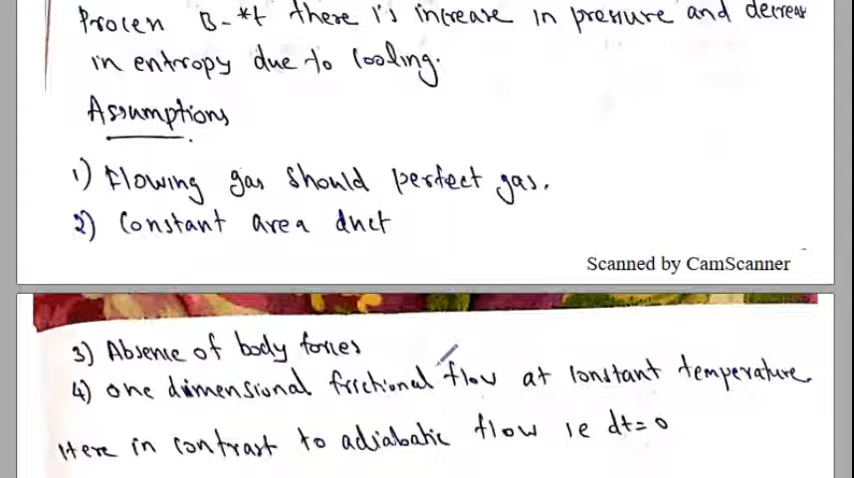 Process B-*t there is increase in pressure and decreas
in entropy due to cooling.
Assumptions
1) Flowing gas should perfect gas.
2) Constant area duct
Scanned by CamScanner
3) Absence of body forces
4) one dimensional frictional flow at constant temperature.
Here in contrast to adiabatic flow ie dt=0